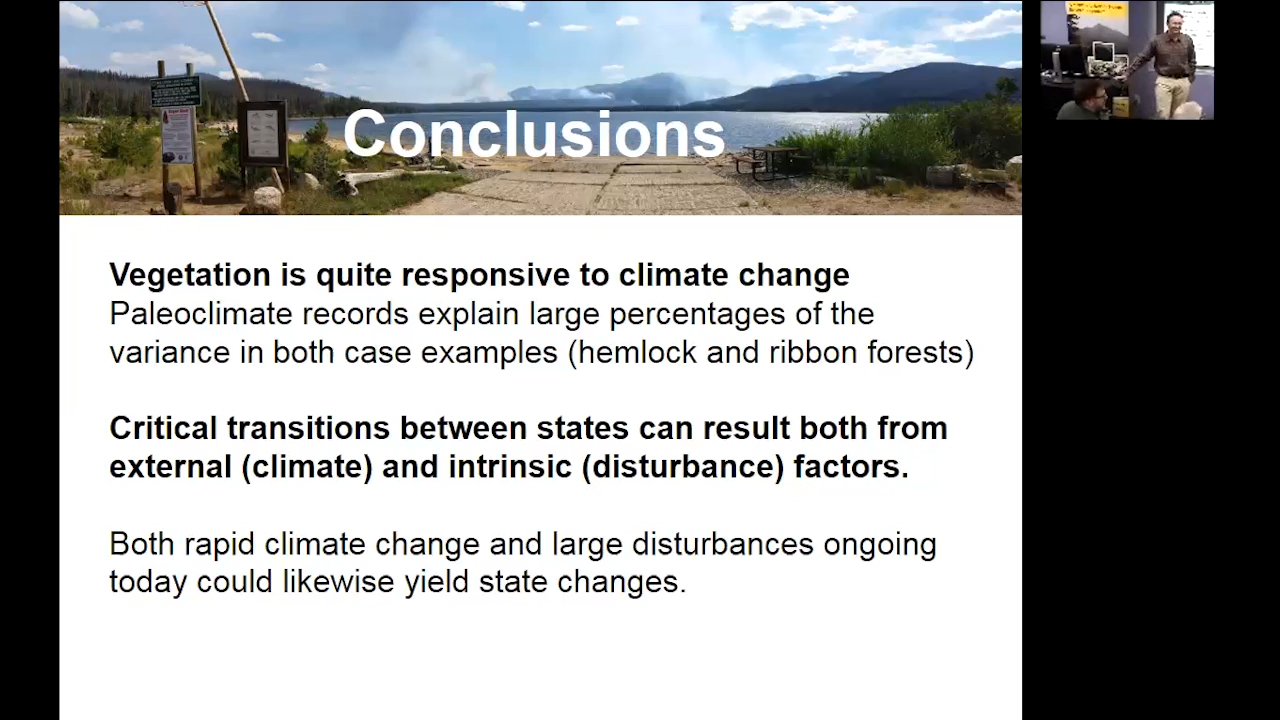 Conclusions
Vegetation is quite responsive to climate change
Paleoclimate records explain large percentages of the
variance in both case examples (hemlock and ribbon forests)
Critical transitions between states can result both from
external (climate) and intrinsic (disturbance) factors.
Both rapid climate change and large disturbances ongoing
today could likewise yield state changes.